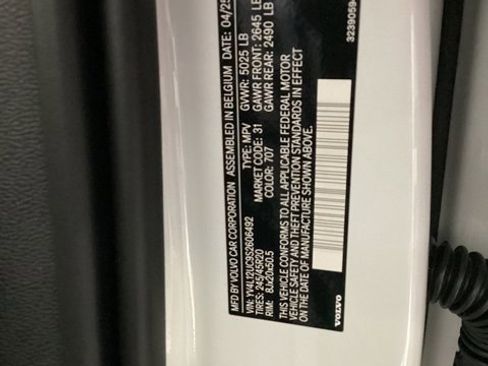 MFD BY VOLVO CAR CORPORATION ASSEMBLED IN BELGIUM DATE: 04/25
VIN: YV4L12UC9S2606492 GVWR: 5025 LB
TIRES: 245/45R20 TYPE: MPV GAWR FRONT: 2645 LB
RIM: 8Jx20x50.5 MARKET CODE: 31 GAWR REAR: 2490 LB
COLOR: 707
THIS VEHICLE CONFORMS TO ALL APPLICABLE FEDERAL MOTOR
VEHICLE SAFETY AND THEFT PREVENTION STANDARDS IN EFFECT
ON THE DATE OF MANUFACTURE SHOWN ABOVE.
VOLVO
3239059